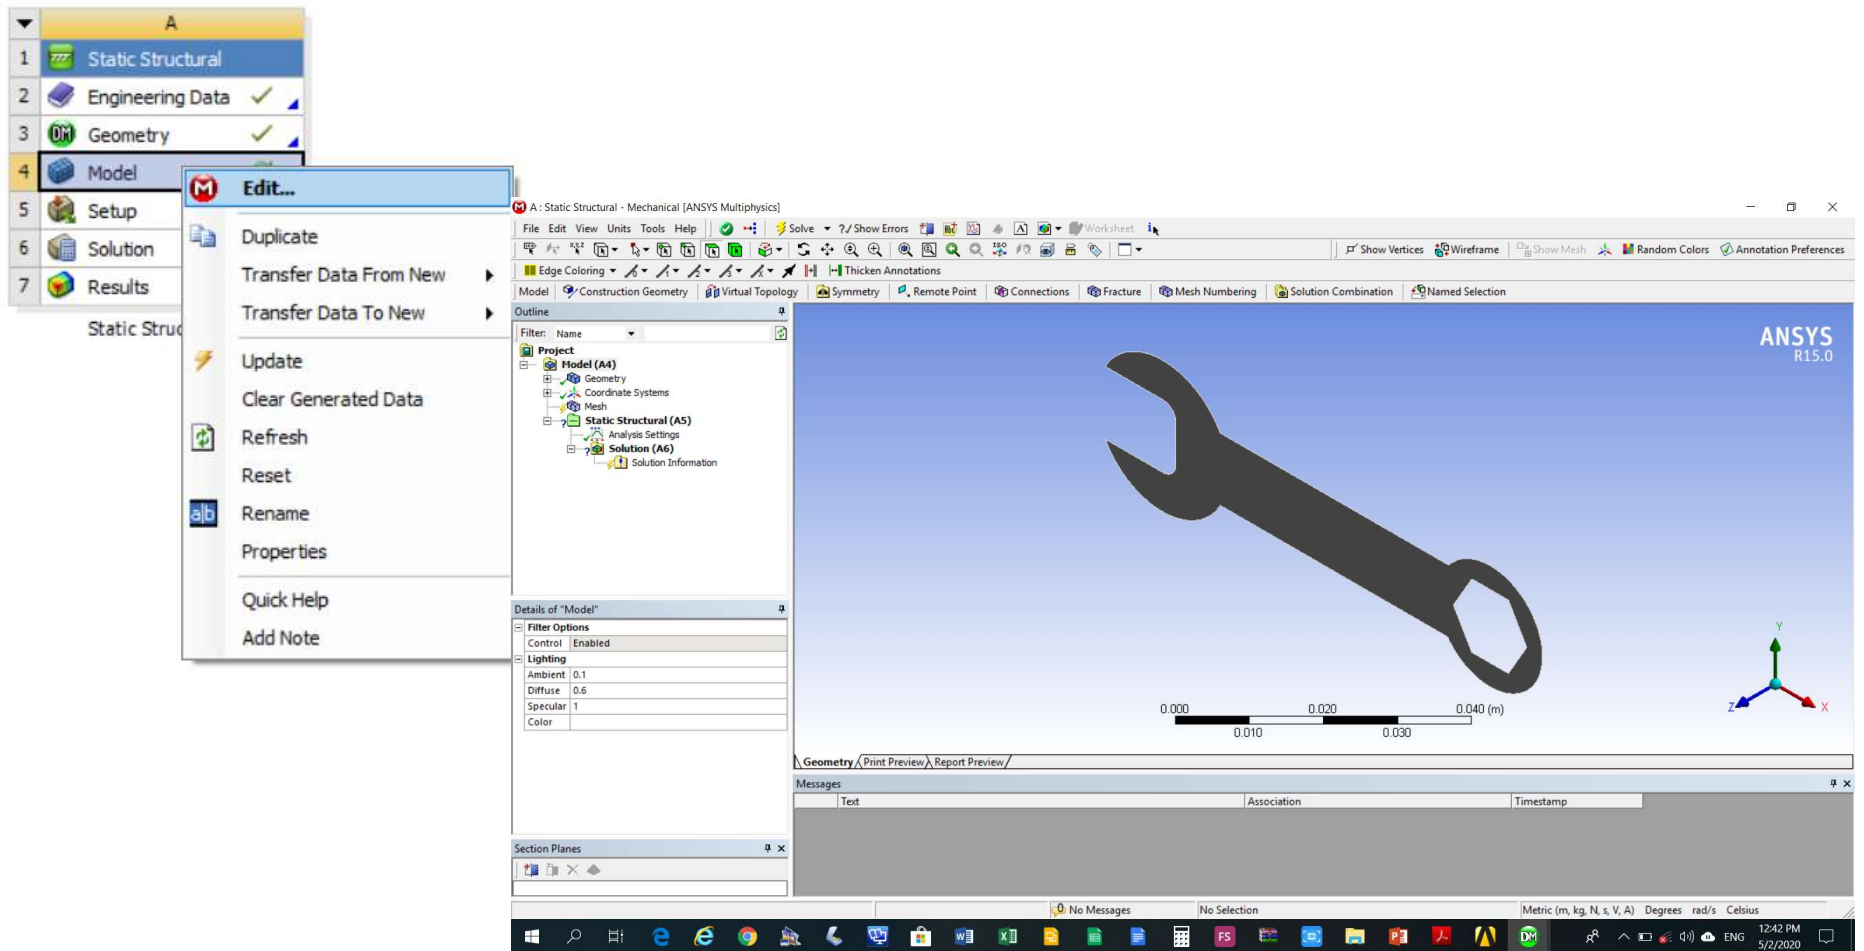 A
1 Static Structural
2 Engineering Data
3 DM Geometry
4 Model
5 Setup
6 Solution
7 Results
Static Struc
Edit...
Duplicate
Transfer Data From New
Transfer Data To New
Update
Clear Generated Data
Refresh
Reset
Rename
Properties
Quick Help
Add Note
A : Static Structural - Mechanical [ANSYS Multiphysics]
File Edit View Units Tools Help Solve ?/ Show Errors Worksheet
Show Vertices Wireframe Show Mesh Random Colors Annotation Preferences
Edge Coloring Thicken Annotations
Model Construction Geometry Virtual Topology Symmetry Remote Point Connections Fracture Mesh Numbering Solution Combination Named Selection
Outline
Filter: Name
Project
Model (A4)
Geometry
Coordinate Systems
Mesh
Static Structural (A5)
Analysis Settings
Solution (A6)
Solution Information
Details of "Model"
Filter Options
Control Enabled
Lighting
Ambient 0.1
Diffuse 0.6
Specular 1
Color
Section Planes
ANSYS
R15.0
Y
Z X
0.000 0.020 0.040 (m)
0.010 0.030
Geometry Print Preview Report Preview
Messages
Text Association Timestamp
No Messages No Selection Metric (m, kg, N, s, V, A) Degrees rad/s Celsius
FS DM ENG 12:42 PM
5/2/2020